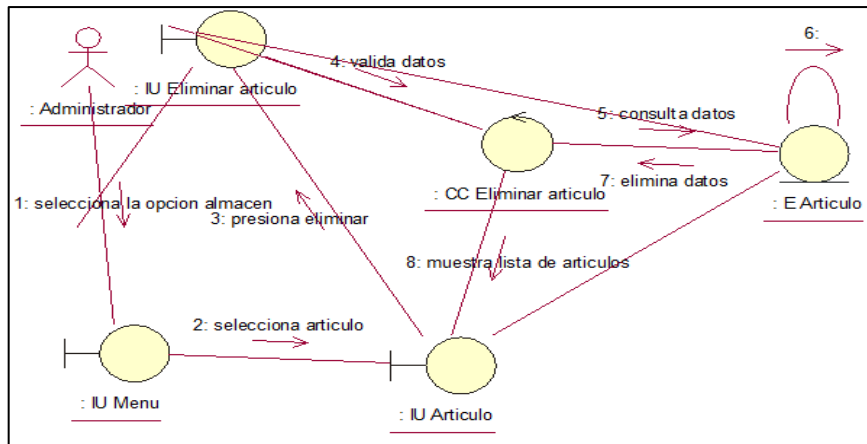 6:
4: valida datos
: IU Eliminar articulo
: Administrador
5: consulta datos
: CC Eliminar articulo
7: elimina datos
: E Articulo
1: selecciona la opcion almacen
3: presiona eliminar
8: muestra lista de articulos
2: selecciona articulo
: IU Menu
: IU Articulo